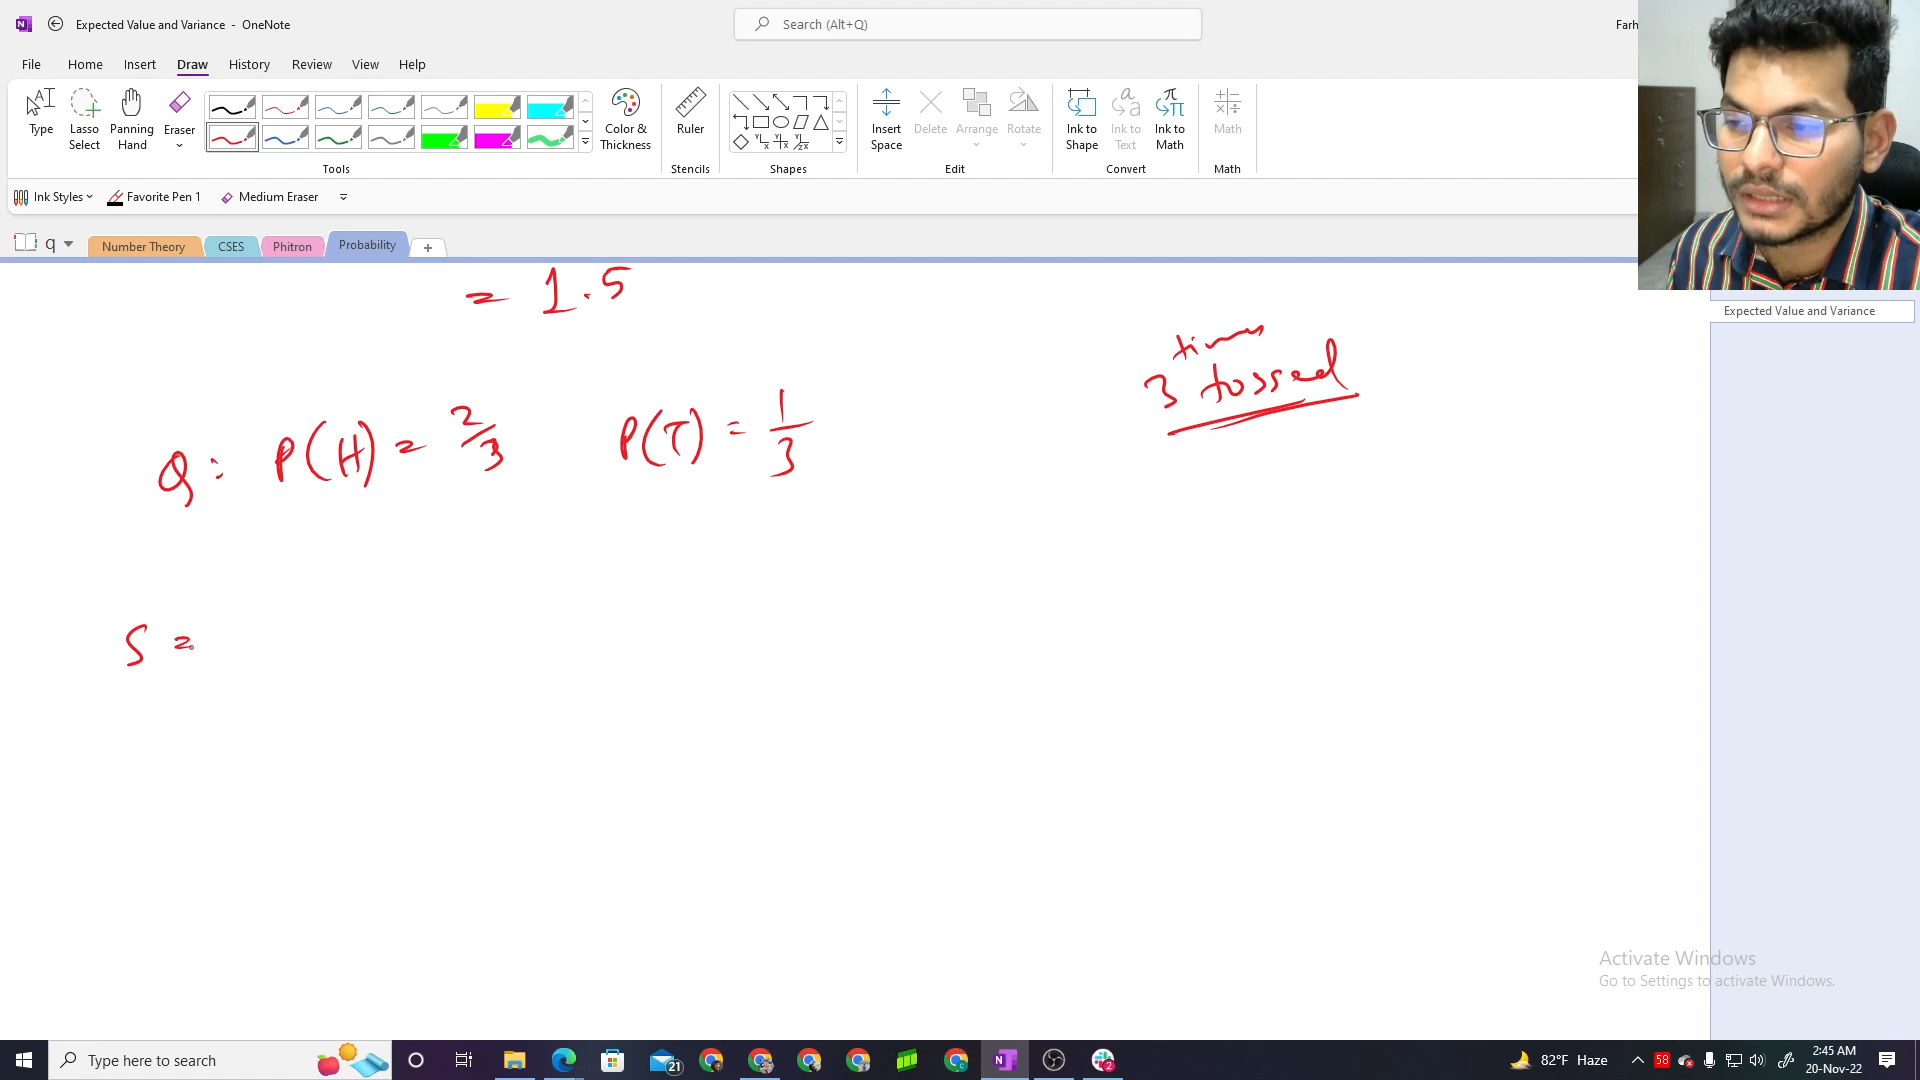 Expected Value and Variance - OneNote
Search (Alt+Q)
Farh
File Home Insert Draw History Review View Help
Type
Lasso Select
Panning Hand
Eraser
Color & Thickness
Ruler
Insert Space
Delete
Arrange
Rotate
Ink to Shape
Ink to Text
Ink to Math
Math
Tools Stencils Shapes Edit Convert Math
Ink Styles Favorite Pen 1 Medium Eraser
q Number Theory CSES Phitron Probability +
Expected Value and Variance
= 1.5
times
3 tossed
Q: P(H) = 2/3 P(T) = 1/3
S =
Activate Windows
Go to Settings to activate Windows.
Type here to search
21
2
82°F Haze
58
2:45 AM
20-Nov-22